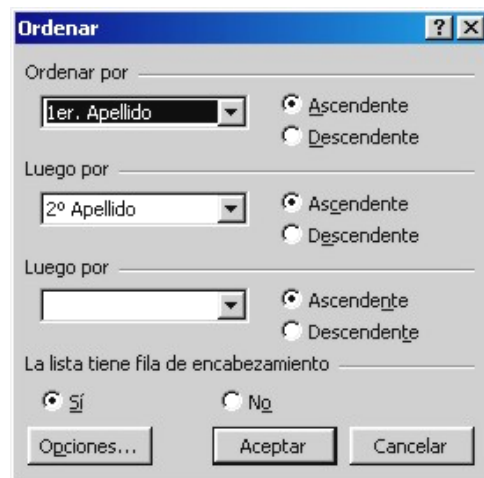 Ordenar
Ordenar por
1er. Apellido
Ascendente
Descendente
Luego por
2º Apellido
Ascendente
Descendente
Luego por
Ascendente
Descendente
La lista tiene fila de encabezamiento
Sí No
Opciones... Aceptar Cancelar